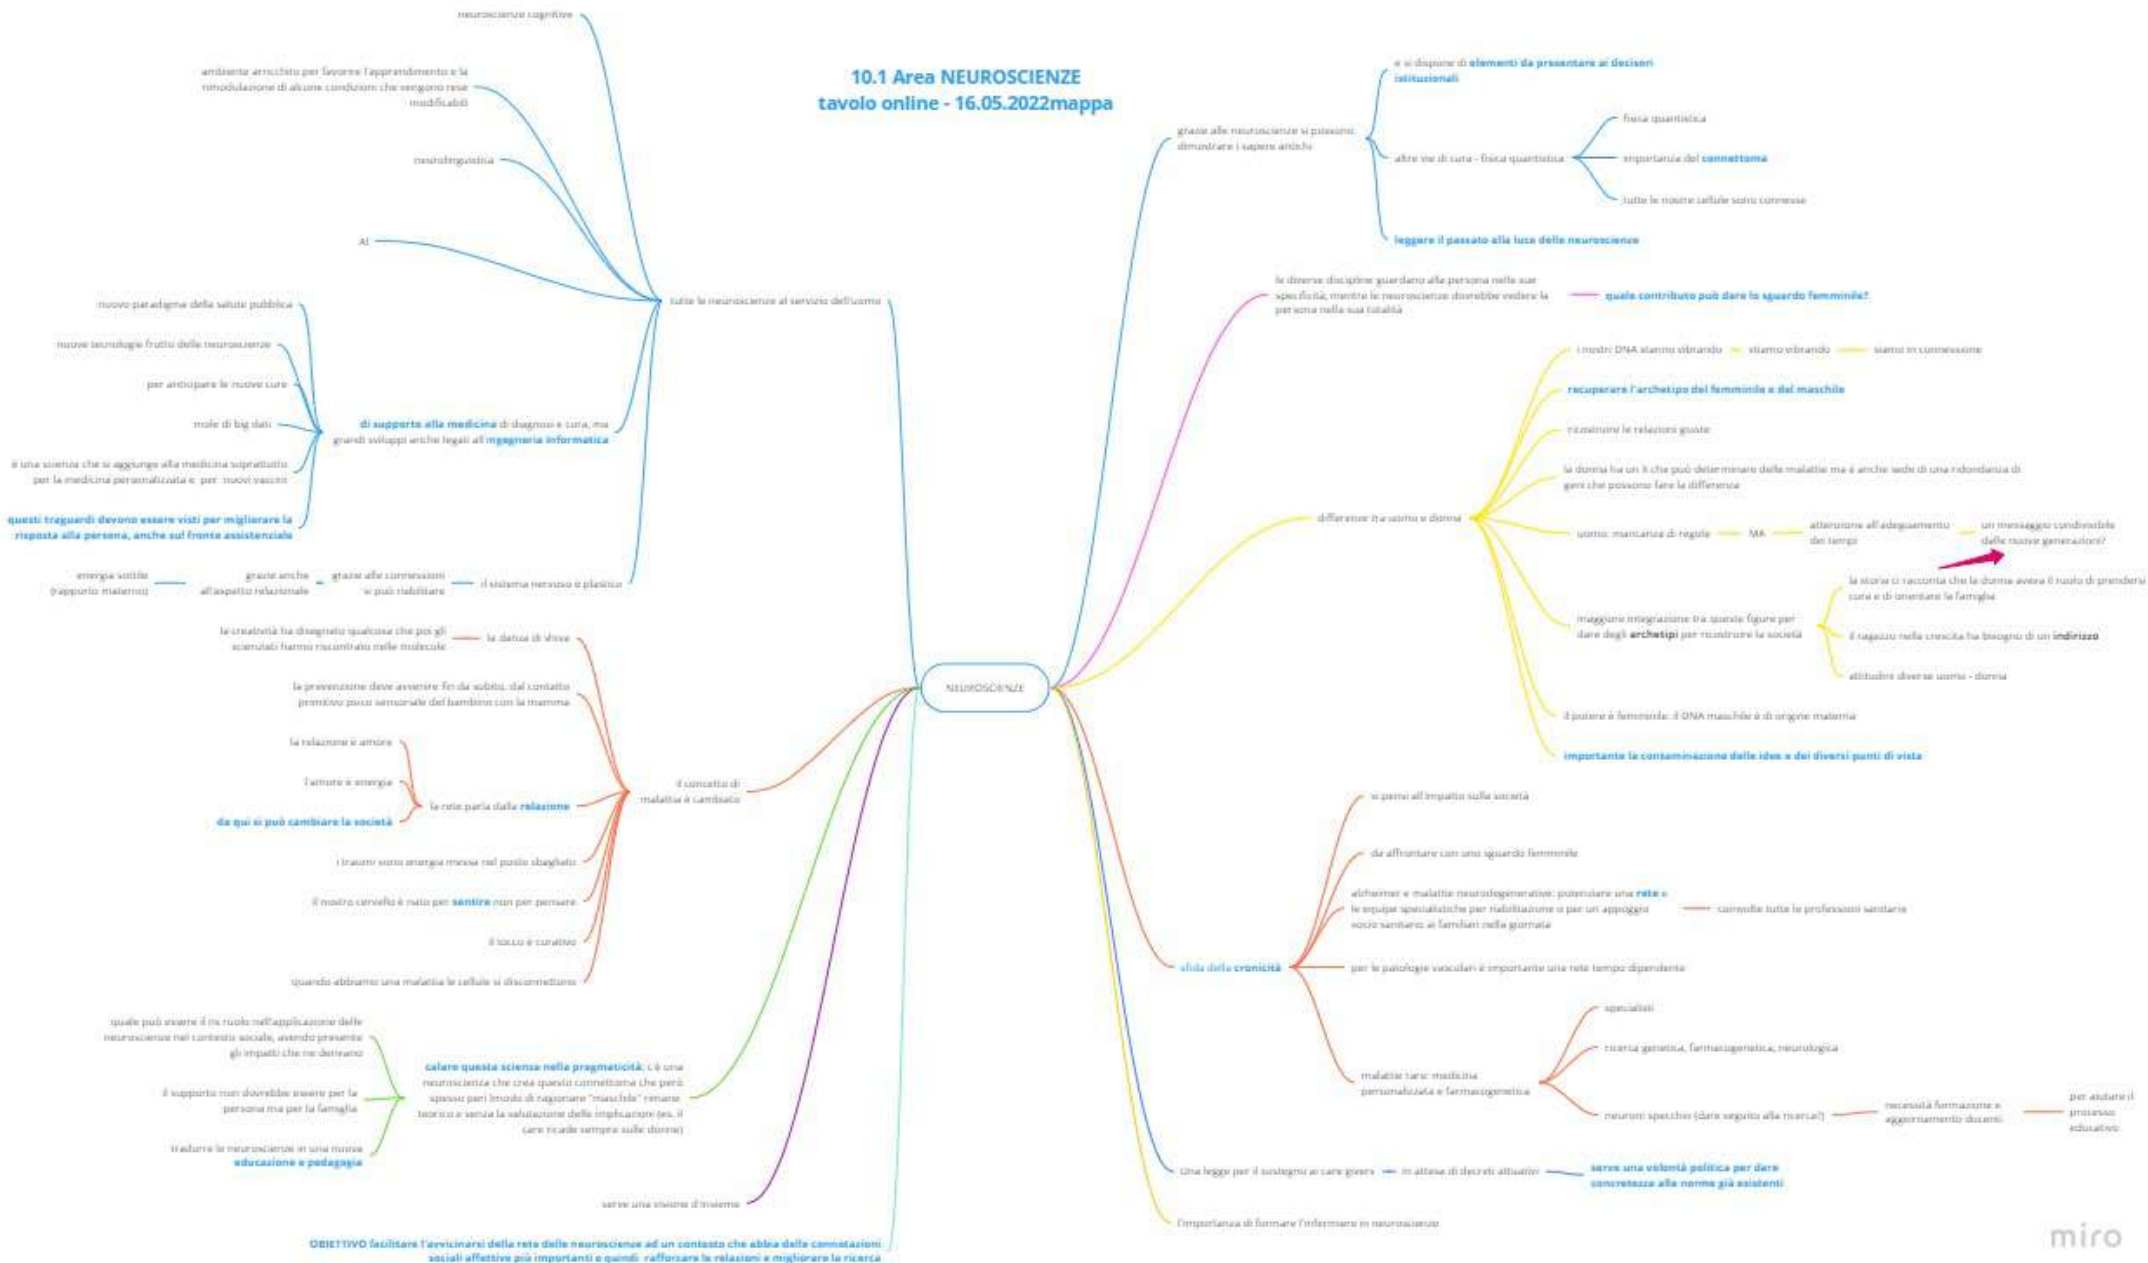 10.1 Area NEUROSCIENZE
tavolo online - 16.05.2022mappa
neuroscienze cognitive
ambiente arricchito per favorire l'apprendimento e la
rimodulazione di alcune condizioni che vengono rese
modificabili
neurolinguistica
AI
tutte le neuroscienze al servizio dell'uomo
nuovo paradigma della salute pubblica
nuove tecnologie frutto delle neuroscienze
per anticipare le nuove cure
mole di big dati
è una scienza che si aggiunge alla medicina soprattutto
per la medicina personalizzata e per nuovi vaccini
questi traguardi devono essere visti per migliorare la
risposta alla persona, anche sul fronte assistenziale
di supporto alla medicina di diagnosi e cura, ma
grandi sviluppi anche legati all'ingegneria informatica
energia sottile
(rapporto materno)
grazie anche
all'aspetto relazionale
grazie alle connessioni
si può riabilitare
il sistema nervoso è plastico
la creatività ha disegnato qualcosa che poi gli
scienziati hanno riscontrato nelle molecole
la danza di shiva
la prevenzione deve avvenire fin da subito, dal contatto
primitivo psico sensoriale del bambino con la mamma
la relazione è amore
l'amore è energia
da qui si può cambiare la società
la rete parla dalla relazione
il concetto di
malattia è cambiato
i traumi sono energia messa nel posto sbagliato
il nostro cervello è nato per sentire non per pensare
il tocco è curativo
quando abbiamo una malattia le cellule si disconnettono
quale può essere il ns ruolo nell'applicazione delle
neuroscienze nel contesto sociale, avendo presente
gli impatti che ne derivano
il supporto non dovrebbe essere per la
persona ma per la famiglia
tradurre le neuroscienze in una nuova
educazione e pedagogia
calare questa scienza nella pragmaticità: c'è una
neuroscienza che crea questo connettoma che però
spesso peri lmodo di ragionare "maschile" rimane
teorico e senza la valutazione delle implicazioni (es. il
care ricade sempre sulle donne)
serve una visione d'insieme
OBIETTIVO facilitare l'avvicinarsi della rete delle neuroscienze ad un contesto che abbia delle connotazioni
sociali affettive più importanti e quindi rafforzare le relazioni e migliorare la ricerca
NEUROSCIENZE
grazie alle neuroscienze si possono
dimostrare i sapere antichi
e si dispone di elementi da presentare ai decisori
istituzionali
altre vie di cura - fisica quantistica
fisica quantistica
importanza del connettoma
tutte le nostre cellule sono connesse
leggere il passato alla luce delle neuroscienze
le diverse discipline guardano alla persona nelle sue
specificità; mentre le neuroscienze dovrebbe vedere la
persona nella sua totalità
quale contributo può dare lo sguardo femminile?
differenze tra uomo e donna
i nostri DNA stanno vibrando
stiamo vibrando
siamo in connessione
recuperare l'archetipo del femminile e del maschile
ricostruire le relazioni giuste
la donna ha un X che può determinare delle malattie ma è anche sede di una ridondanza di
geni che possono fare la differenza
uomo: mancanza di regole
MA
attenzione all'adeguamento
dei tempi
un messaggio condivisibile
dalle nuove generazioni?
maggiore integrazione tra queste figure per
dare degli archetipi per ricostruire la società
la storia ci racconta che la donna aveva il ruolo di prendersi
cura e di orientare la famiglia
il ragazzo nella crescita ha bisogno di un indirizzo
attitudini diverse uomo - donna
il potere è femminile: il DNA maschile è di origine materna
importante la contaminazione delle idee e dei diversi punti di vista
sfida della cronicità
si pensi all'impatto sulla società
da affrontare con uno sguardo femminile
alzheimer e malattie neurodegenerative: potenziare una rete e
le equipe specialistiche per riabilitazione o per un appoggio
socio sanitario ai familiari nella giornata
coinvolte tutte le professioni sanitarie
per le patologie vascolari è importante una rete tempo dipendente
malattie rare: medicina
personalizzata e farmacogenetica
specialisti
ricerca genetica, farmacogenetica, neurologica
neuroni specchio (dare seguito alla ricerca?)
necessità formazione e
aggiornamento docenti
per aiutare il
processo
educativo
Una legge per il sostegno ai care givers
in attesa di decreti attuativi
serve una volontà politica per dare
concretezza alle norme già esistenti
l'importanza di formare l'infermiere in neuroscienze
miro